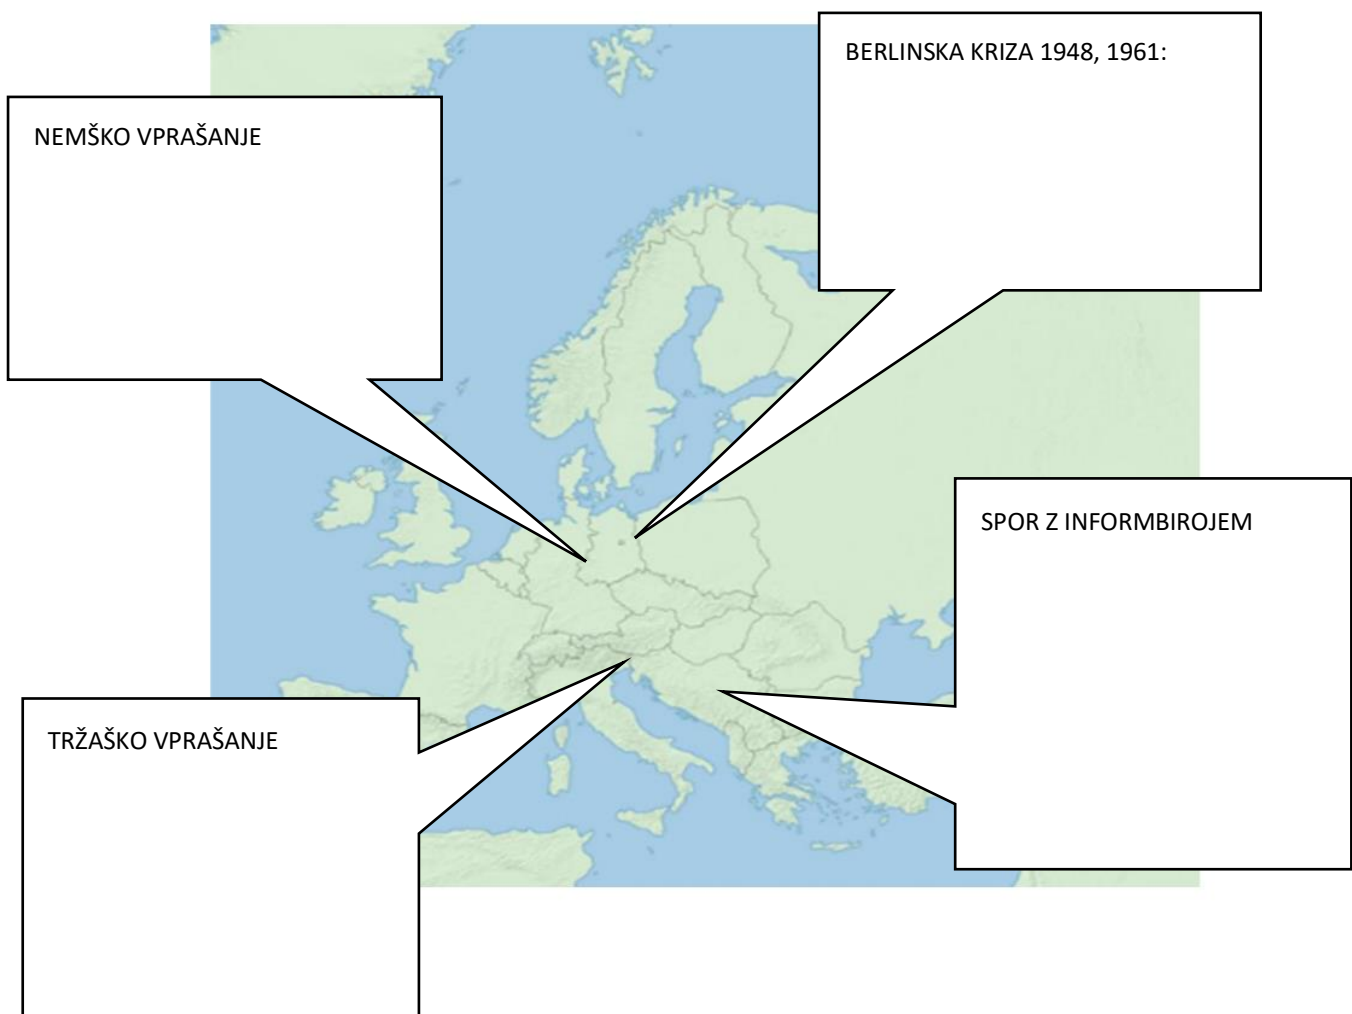 BERLINSKA KRIZA 1948, 1961:
NEMŠKO VPRAŠANJE
SPOR Z INFORMBIROJEM
TRŽAŠKO VPRAŠANJE